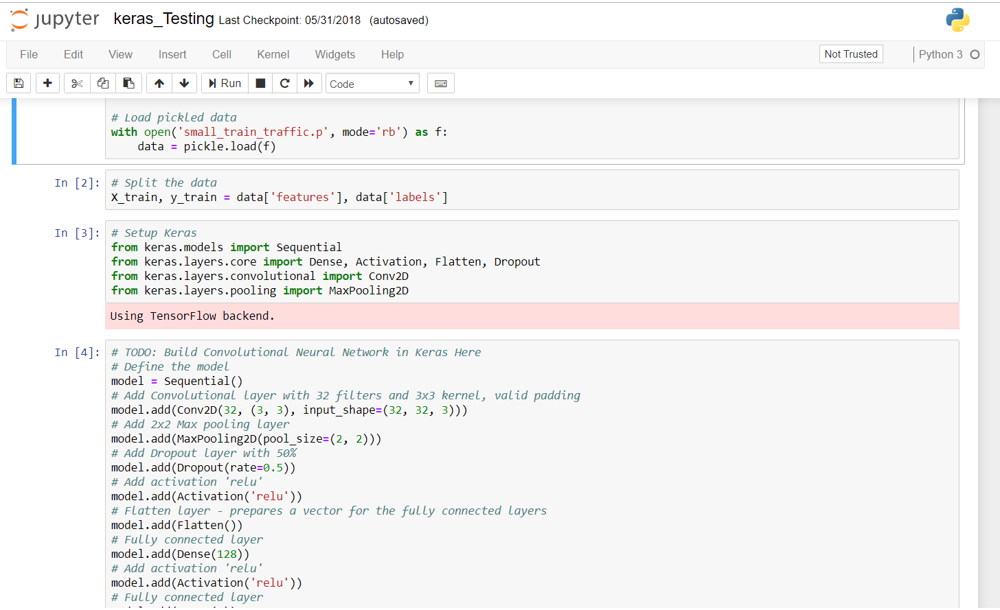 jupyter keras_Testing Last Checkpoint: 05/31/2018 (autosaved)
File Edit View Insert Cell Kernel Widgets Help Not Trusted Python 3
Run Code
# Load pickled data
with open('small_train_traffic.p', mode='rb') as f:
    data = pickle.load(f)
In [2]: # Split the data
X_train, y_train = data['features'], data['labels']
In [3]: # Setup Keras
from keras.models import Sequential
from keras.layers.core import Dense, Activation, Flatten, Dropout
from keras.layers.convolutional import Conv2D
from keras.layers.pooling import MaxPooling2D
Using TensorFlow backend.
In [4]: # TODO: Build Convolutional Neural Network in Keras Here
# Define the model
model = Sequential()
# Add Convolutional layer with 32 filters and 3x3 kernel, valid padding
model.add(Conv2D(32, (3, 3), input_shape=(32, 32, 3)))
# Add 2x2 Max pooling layer
model.add(MaxPooling2D(pool_size=(2, 2)))
# Add Dropout layer with 50%
model.add(Dropout(rate=0.5))
# Add activation 'relu'
model.add(Activation('relu'))
# Flatten layer - prepares a vector for the fully connected layers
model.add(Flatten())
# Fully connected layer
model.add(Dense(128))
# Add activation 'relu'
model.add(Activation('relu'))
# Fully connected layer